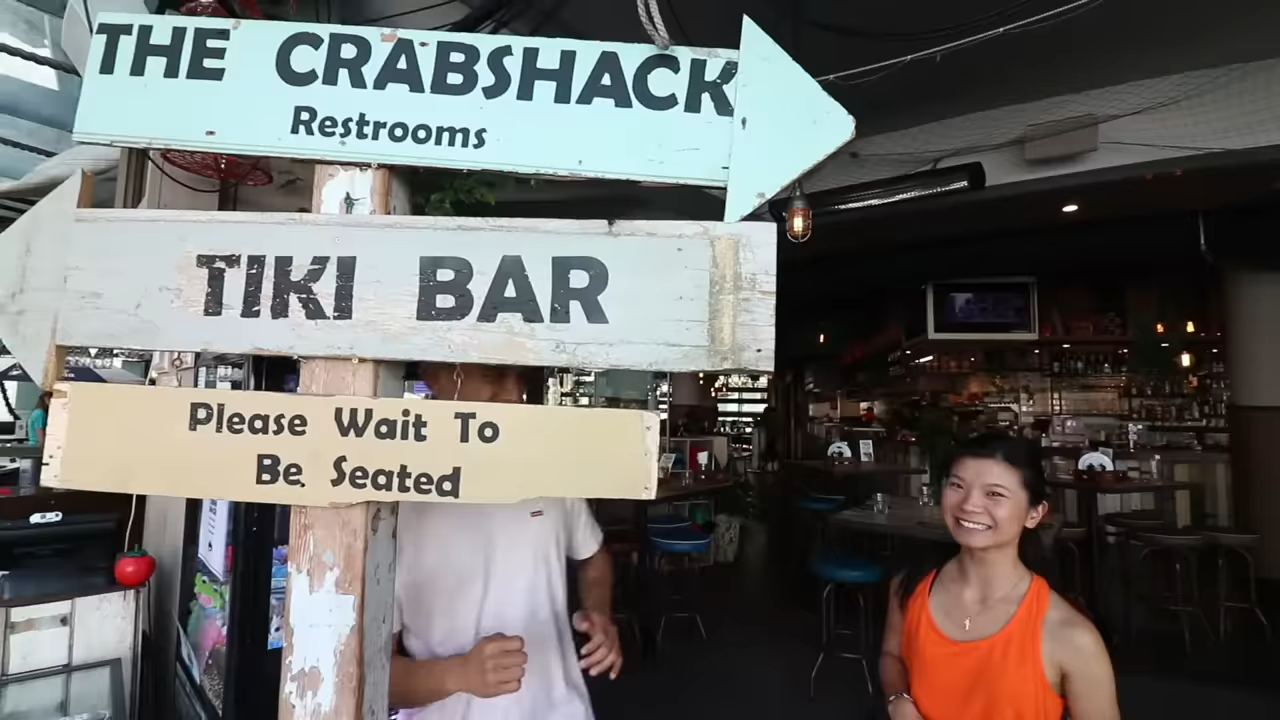 THE CRABSHACK
Restrooms
TIKI BAR
Please Wait To
Be Seated